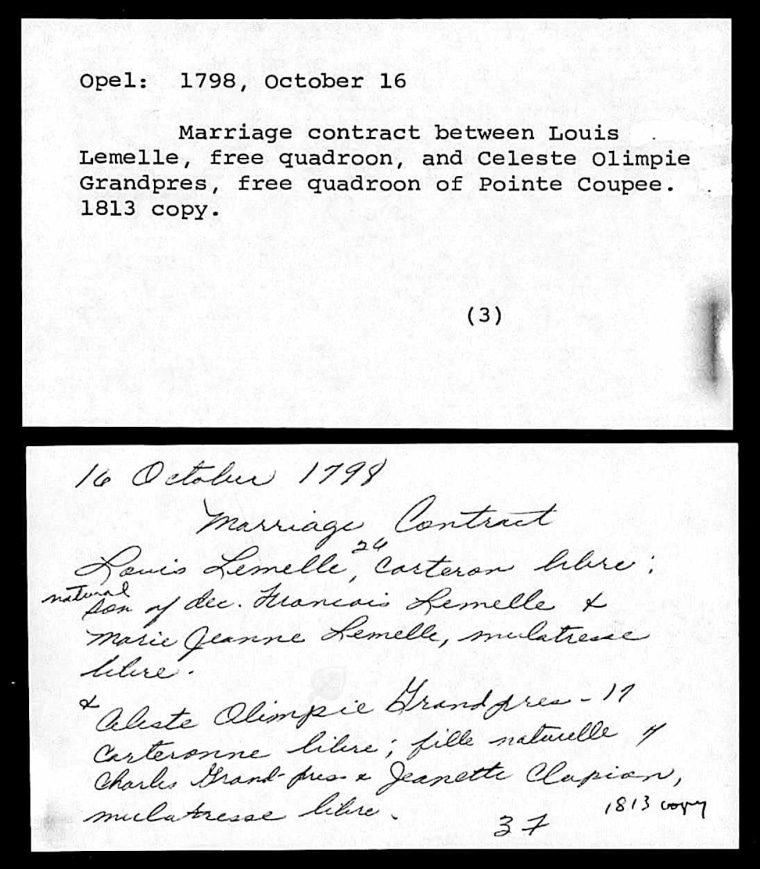 Opel: 1798, October 16
Marriage contract between Louis
Lemelle, free quadroon, and Celeste Olimpie
Grandpres, free quadroon of Pointe Coupee.
1813 copy.
(3)
16 October 1798
Marriage Contract
Louis Lemelle, 26 Carteron libre;
natural son of dec. Francois Lemelle &
Marie Jeanne Lemelle, mulatresse
libre.
& Celeste Olimpie Grandpres - 17
Carteronne libre; fille naturelle of
Charles Grand-pres & Jeanette Clapian,
mulatresse libre.
37
1813 copy